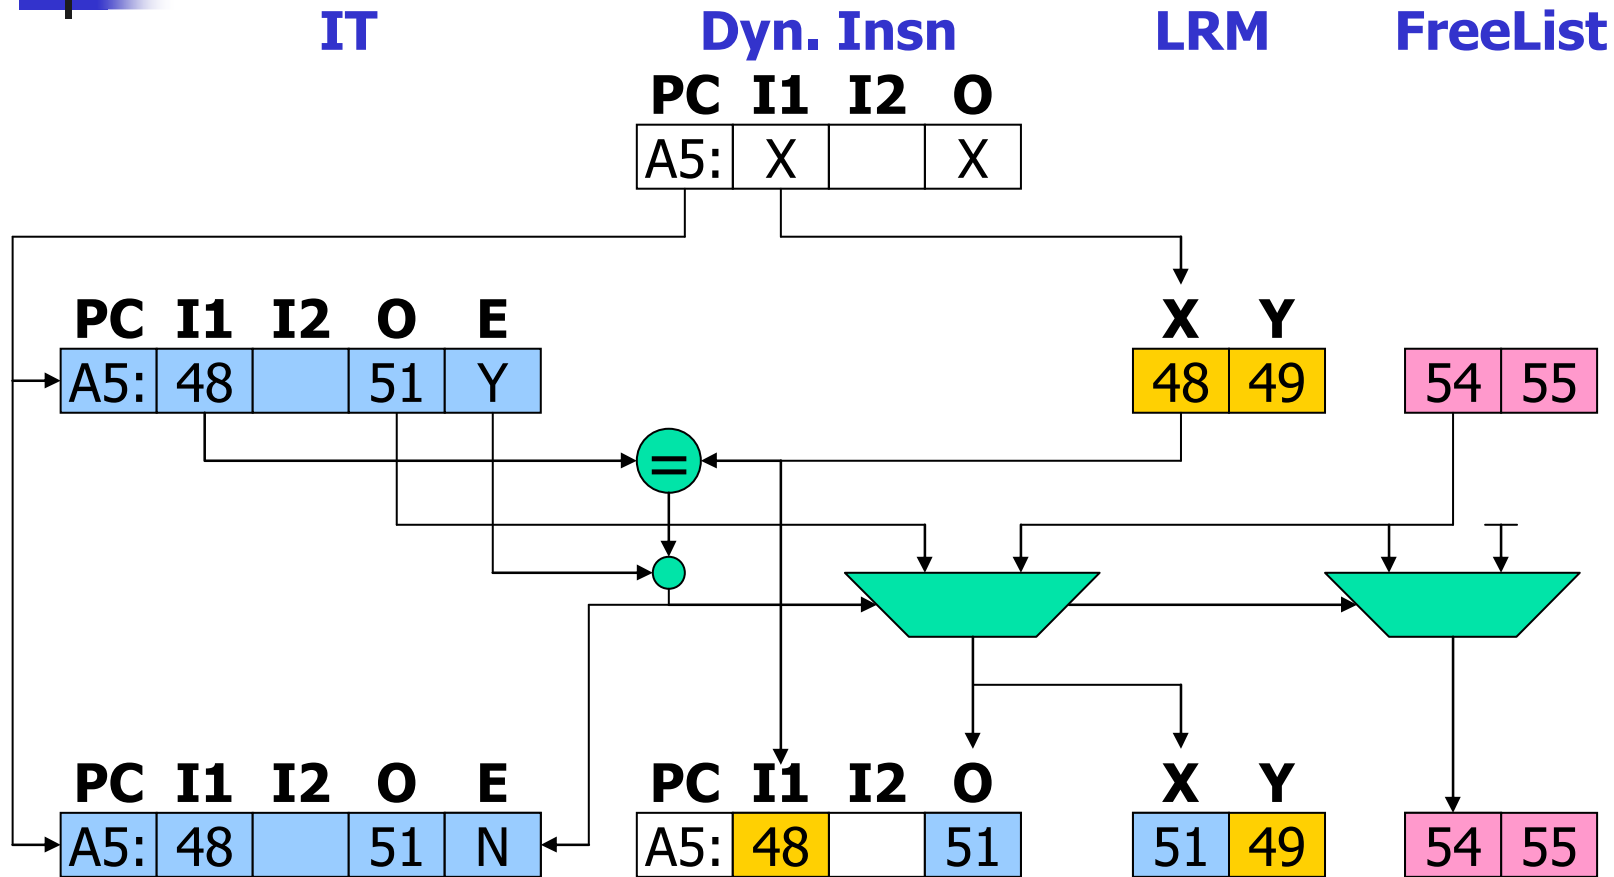 IT Dyn. Insn LRM FreeList
PC I1 I2 O
A5: X X
PC I1 I2 O E X Y
A5: 48 51 Y 48 49 54 55
=
PC I1 I2 O E PC I1 I2 O X Y
A5: 48 51 N A5: 48 51 51 49 54 55